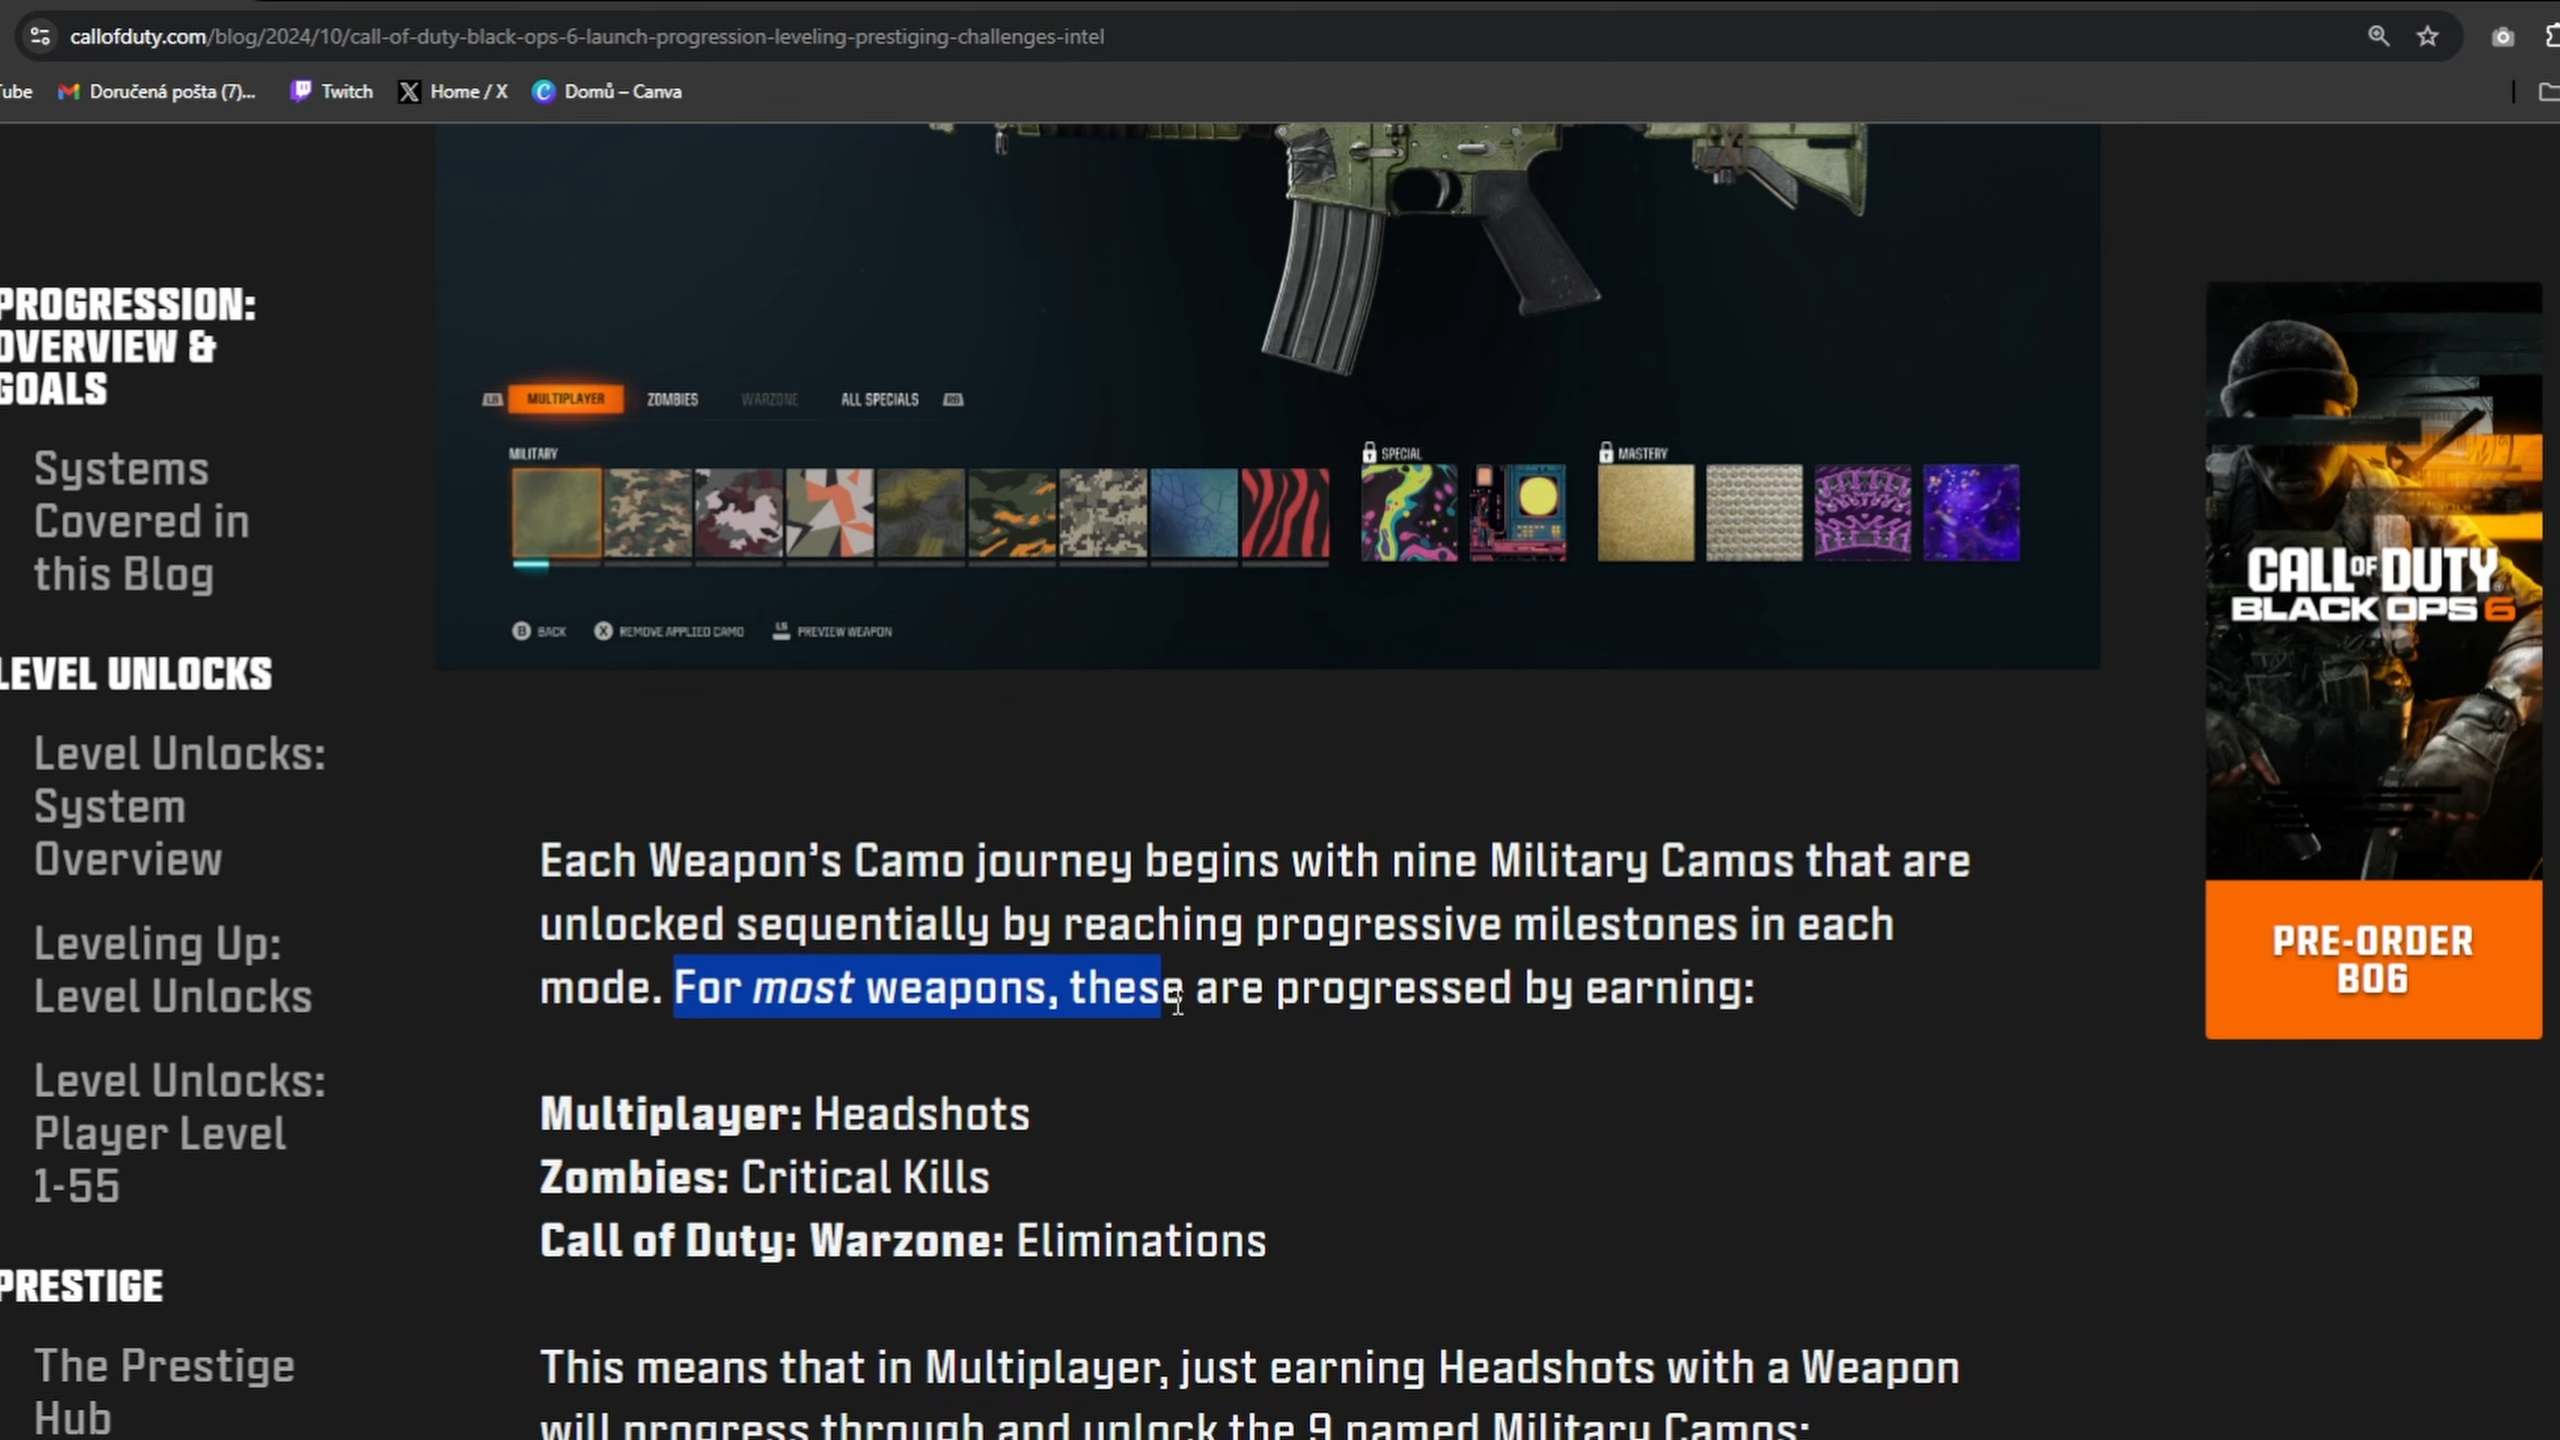 callofduty.com/blog/2024/10/call-of-duty-black-ops-6-launch-progression-leveling-prestiging-challenges-intel
Tube
Doručená pošta (7)...
Twitch
Home / X
Domů – Canva
PROGRESSION:
OVERVIEW &
GOALS
Systems
Covered in
this Blog
LEVEL UNLOCKS
Level Unlocks:
System
Overview
Leveling Up:
Level Unlocks
Level Unlocks:
Player Level
1-55
PRESTIGE
The Prestige
Hub
LB MULTIPLAYER ZOMBIES WARZONE ALL SPECIALS RB
MILITARY
SPECIAL
MASTERY
B BACK X REMOVE APPLIED CAMO LS PREVIEW WEAPON
Each Weapon's Camo journey begins with nine Military Camos that are
unlocked sequentially by reaching progressive milestones in each
mode. For most weapons, these are progressed by earning:
Multiplayer: Headshots
Zombies: Critical Kills
Call of Duty: Warzone: Eliminations
This means that in Multiplayer, just earning Headshots with a Weapon
will progress through and unlock the 9 named Military Camos:
CALL OF DUTY
BLACK OPS 6
PRE-ORDER
BO6